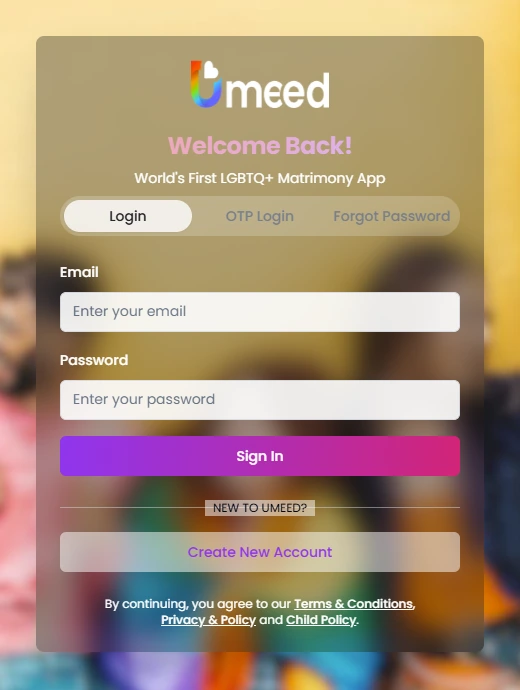 Umeed
Welcome Back!
World's First LGBTQ+ Matrimony App
Login OTP Login Forgot Password
Email
Enter your email
Password
Enter your password
Sign In
NEW TO UMEED?
Create New Account
By continuing, you agree to our Terms & Conditions,
Privacy & Policy and Child Policy.